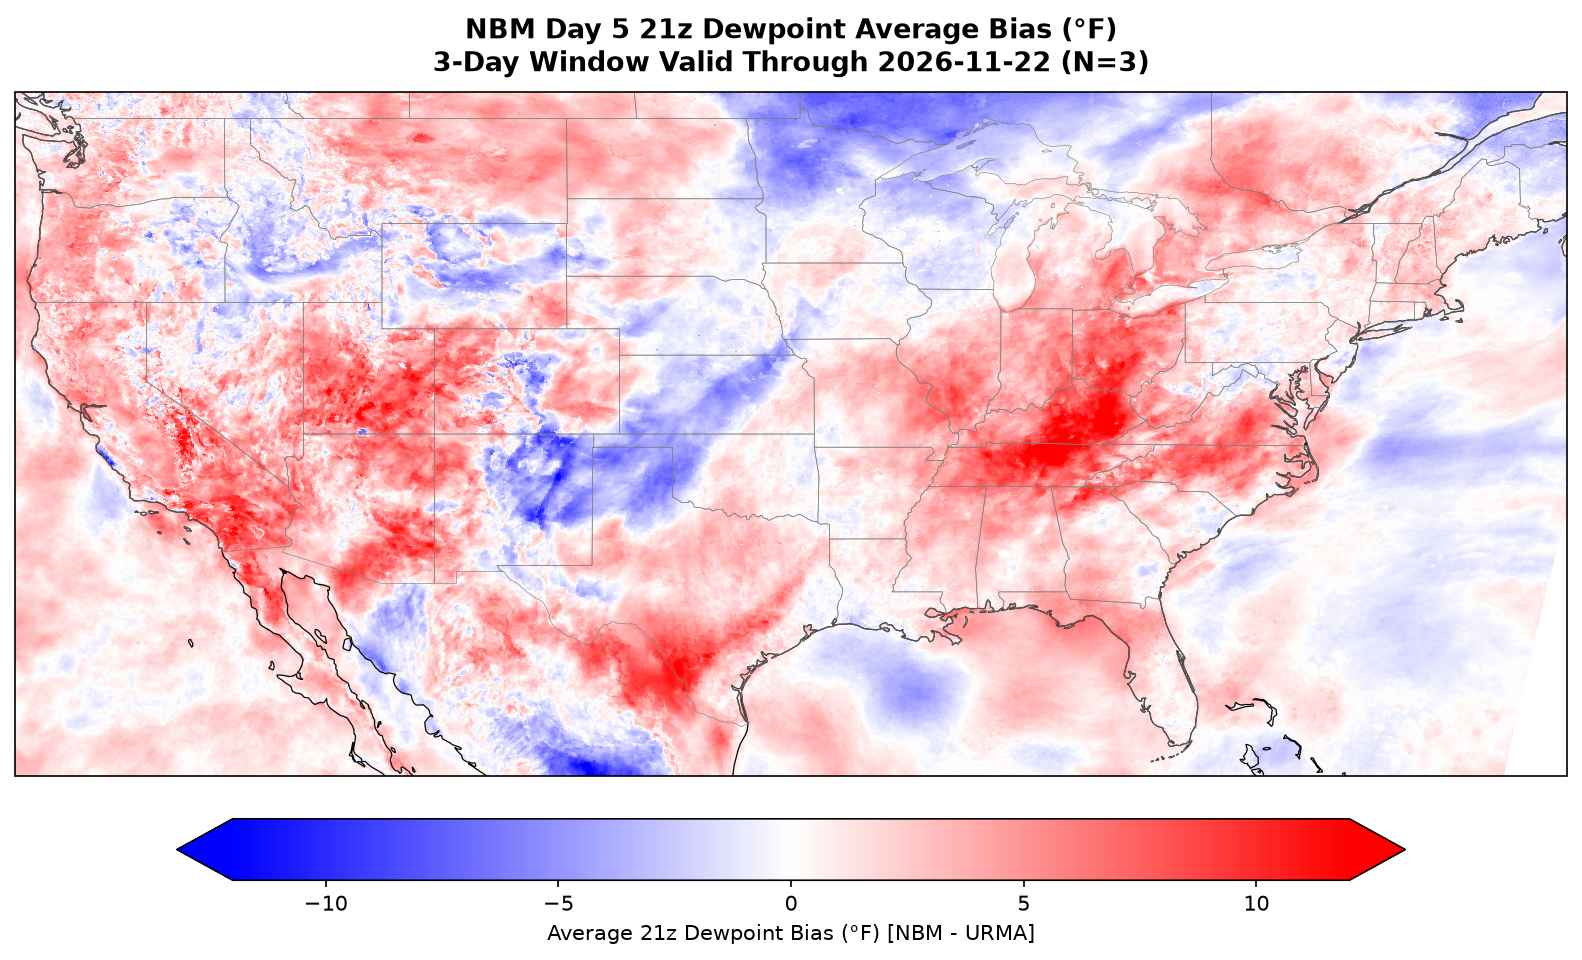 NBM Day 5 21z Dewpoint Average Bias (°F)
3-Day Window Valid Through 2026-11-22 (N=3)
−10 −5 0 5 10
Average 21z Dewpoint Bias (°F) [NBM - URMA]